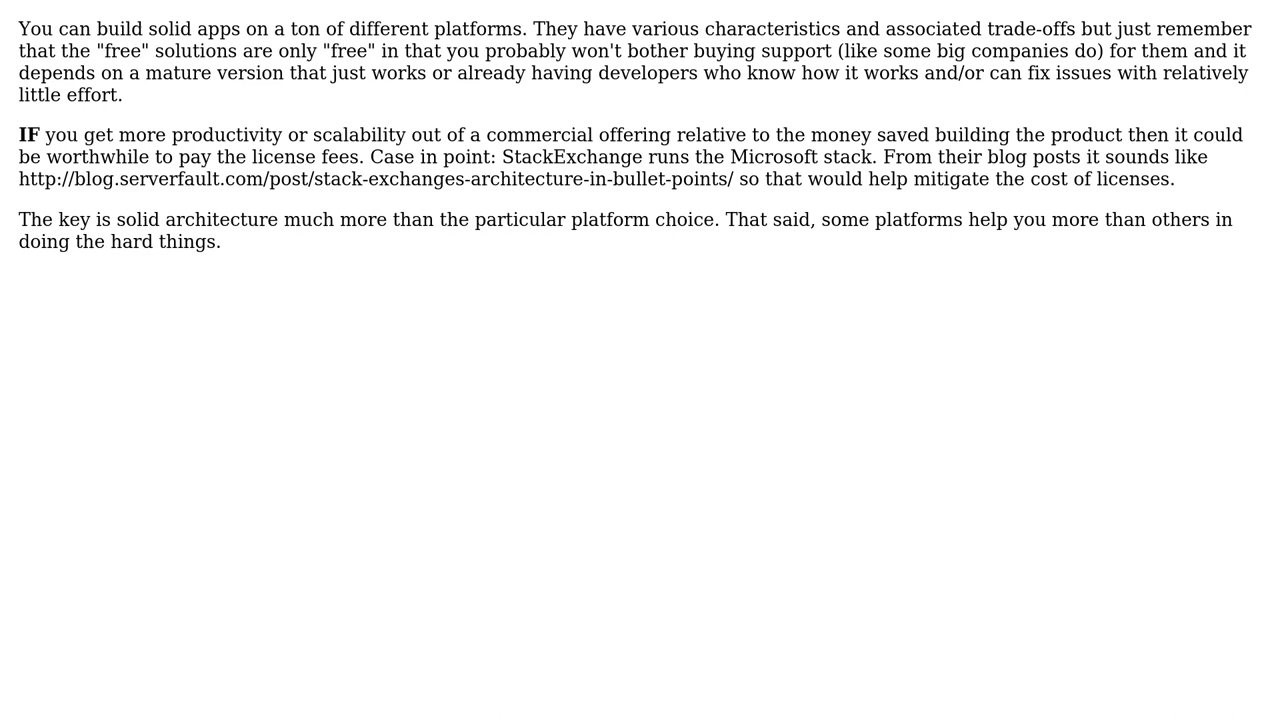 You can build solid apps on a ton of different platforms. They have various characteristics and associated trade-offs but just remember
that the "free" solutions are only "free" in that you probably won't bother buying support (like some big companies do) for them and it
depends on a mature version that just works or already having developers who know how it works and/or can fix issues with relatively
little effort.
IF you get more productivity or scalability out of a commercial offering relative to the money saved building the product then it could
be worthwhile to pay the license fees. Case in point: StackExchange runs the Microsoft stack. From their blog posts it sounds like
http://blog.serverfault.com/post/stack-exchanges-architecture-in-bullet-points/ so that would help mitigate the cost of licenses.
The key is solid architecture much more than the particular platform choice. That said, some platforms help you more than others in
doing the hard things.